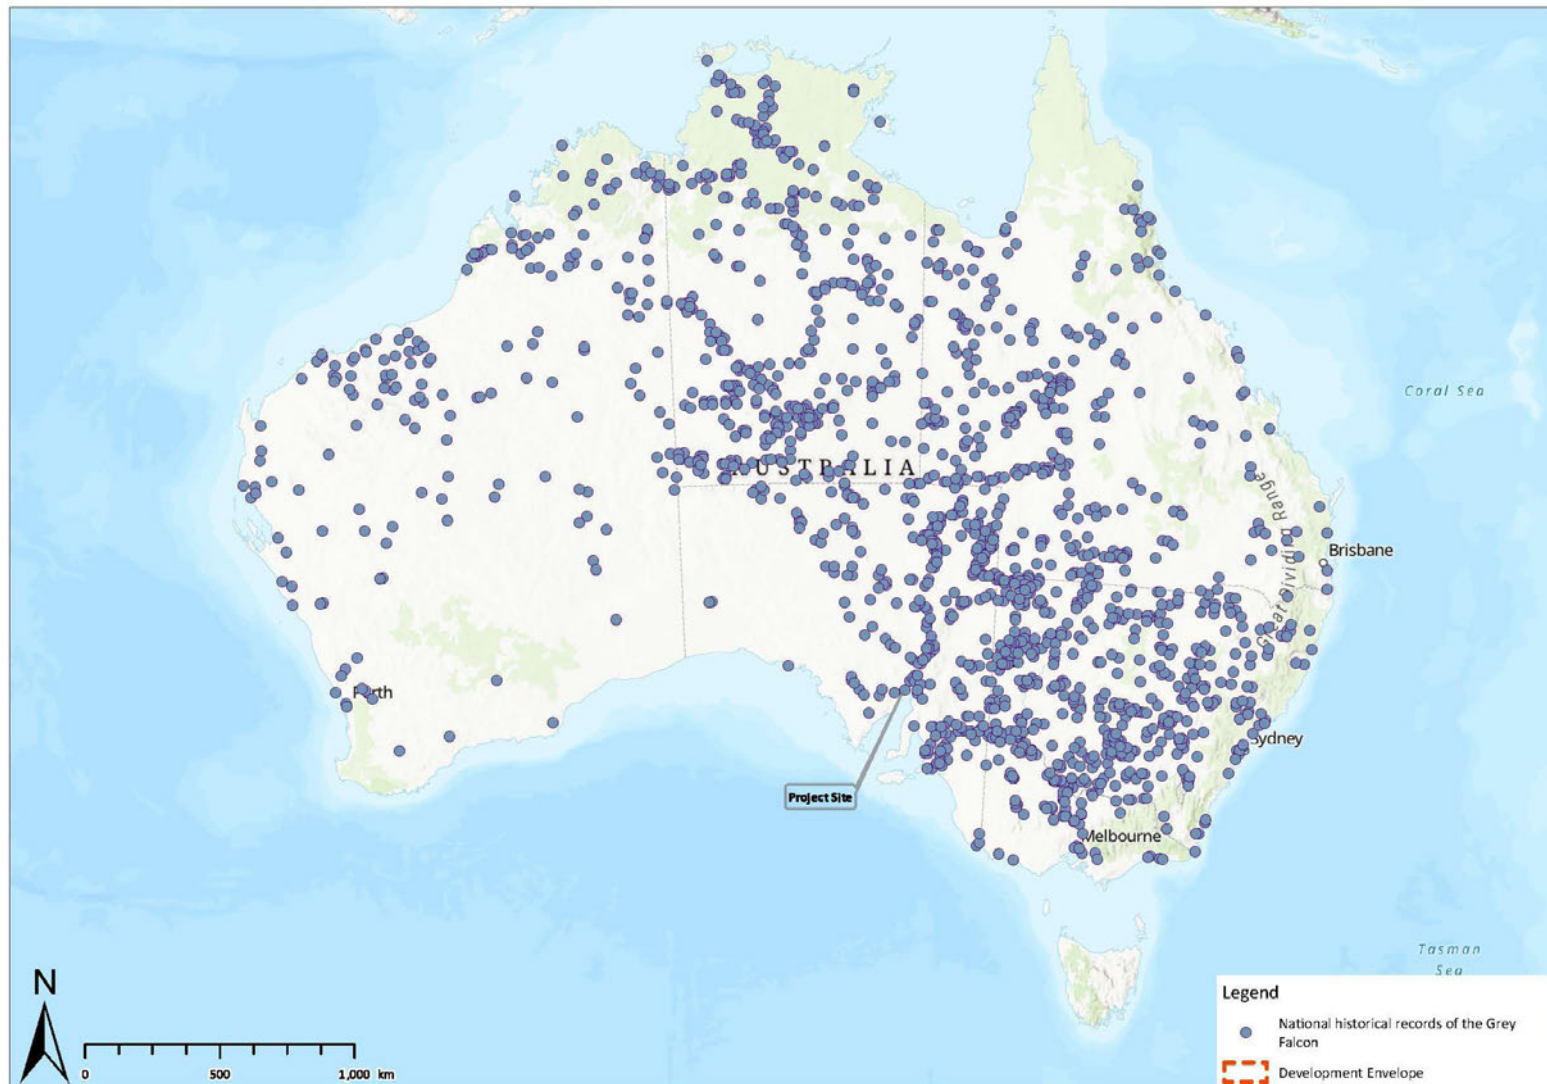 Coral Sea
AUSTRALIA
Great Dividing Range
Brisbane
Perth
Sydney
Project Site
Melbourne
Tasman
Sea
N
0 500 1,000 km
Legend
National historical records of the Grey
Falcon
Development Envelope